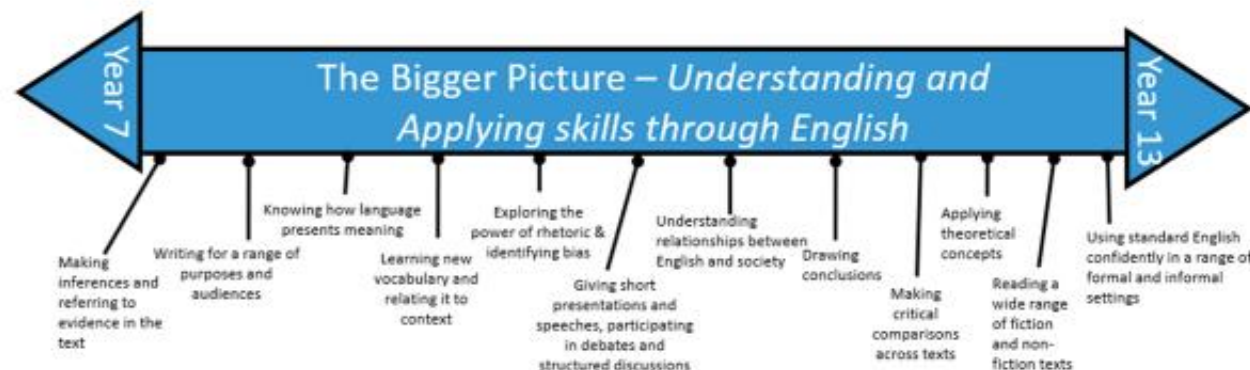 Year 7
The Bigger Picture – Understanding and
Applying skills through English
Year 13
Making
inferences and
referring to
evidence in the
text
Writing for a range of
purposes and
audiences
Knowing how language
presents meaning
Learning new
vocabulary and
relating it to
context
Exploring the
power of rhetoric &
identifying bias
Giving short
presentations and
speeches, participating
in debates and
structured discussions
Understanding
relationships between
English and society
Drawing
conclusions
Making
critical
comparisons
across texts
Applying
theoretical
concepts
Reading a
wide range
of fiction
and non-
fiction texts
Using standard English
confidently in a range of
formal and informal
settings